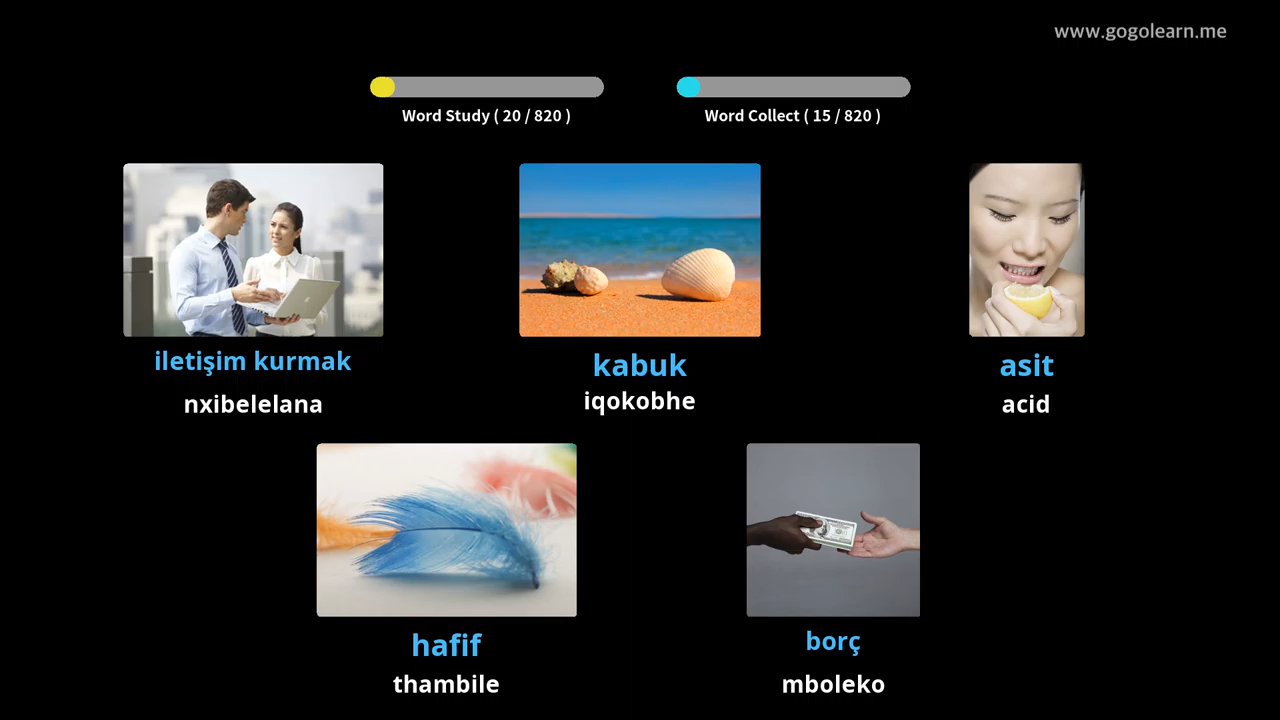 www.gogolearn.me
Word Study ( 20 / 820 )
Word Collect ( 15 / 820 )
iletişim kurmak
nxibelelana
kabuk
iqokobhe
asit
acid
hafif
thambile
borç
mboleko